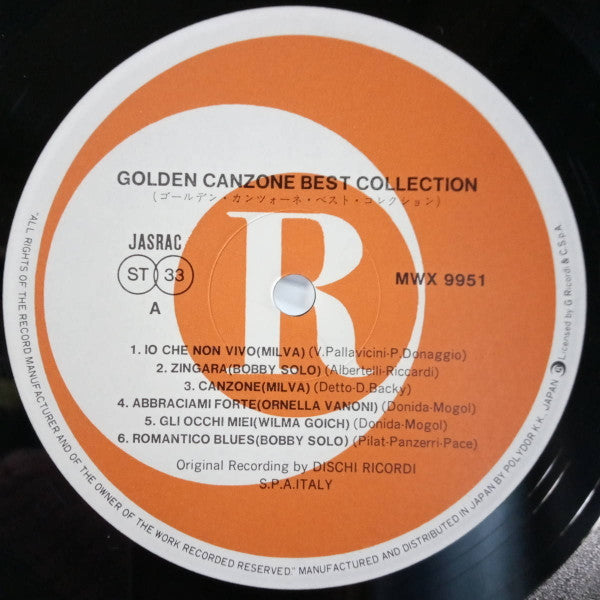 GOLDEN CANZONE BEST COLLECTION
(ゴールデン・カンツォーネ・ベスト・コレクション)
JASRAC
ST 33
A
R
MWX 9951
1. IO CHE NON VIVO(MILVA) (V.Pallavicini-P.Donaggio)
2. ZINGARA(BOBBY SOLO) (Albertelli-Riccardi)
3. CANZONE(MILVA) (Detto-D.Backy)
4. ABBRACIAMI FORTE(ORNELLA VANONI) (Donida-Mogol)
5. GLI OCCHI MIEI(WILMA GOICH) (Donida-Mogol)
6. ROMANTICO BLUES(BOBBY SOLO) (Pilat-Panzerri-Pace)
Original Recording by DISCHI RICORDI
S.P.A.ITALY
"ALL RIGHTS OF THE RECORD MANUFACTURER AND OF THE OWNER OF THE WORK RECORDED RESERVED." MANUFACTURED AND DISTRIBUTED IN JAPAN BY POLYDOR K.K., JAPAN Ⓟ Licensed by G. Ricordi & C.S.p.A.